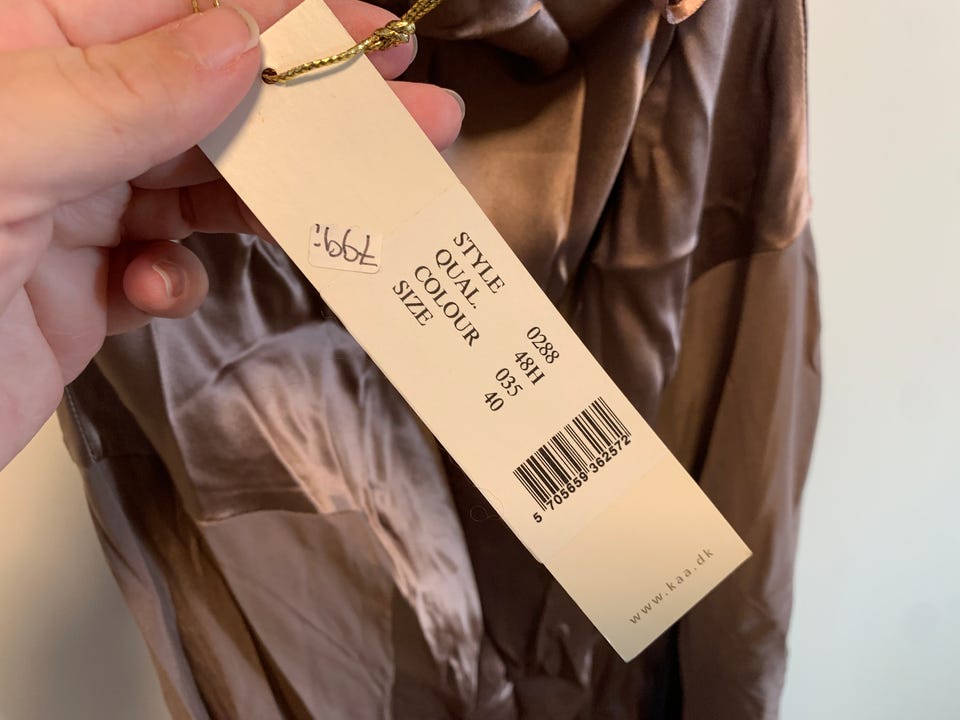 799,-
STYLE 0288
QUAL. 48H
COLOUR 035
SIZE 40
5 705659 362572
www.kaa.dk